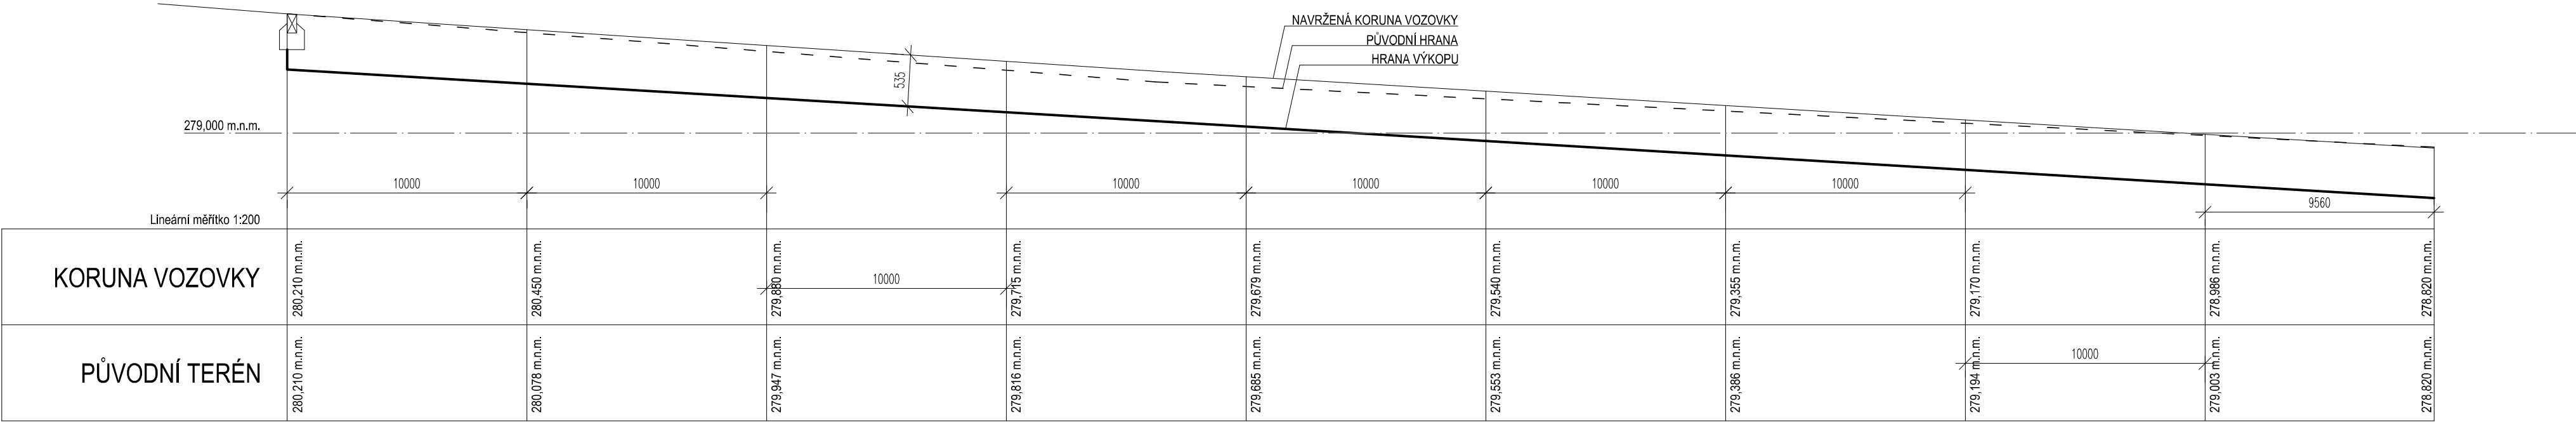 NAVRŽENÁ KORUNA VOZOVKY
PŮVODNÍ HRANA
HRANA VÝKOPU
535
279,000 m.n.m.
10000
10000
10000
10000
10000
10000
9560
Lineární měřítko 1:200
KORUNA VOZOVKY
280,210 m.n.m.
280,450 m.n.m.
279,880 m.n.m.
10000
279,715 m.n.m.
279,679 m.n.m.
279,540 m.n.m.
279,355 m.n.m.
279,170 m.n.m.
278,986 m.n.m.
278,820 m.n.m.
PŮVODNÍ TERÉN
280,210 m.n.m.
280,078 m.n.m.
279,947 m.n.m.
279,816 m.n.m.
279,685 m.n.m.
279,553 m.n.m.
279,386 m.n.m.
279,194 m.n.m.
10000
279,003 m.n.m.
278,820 m.n.m.